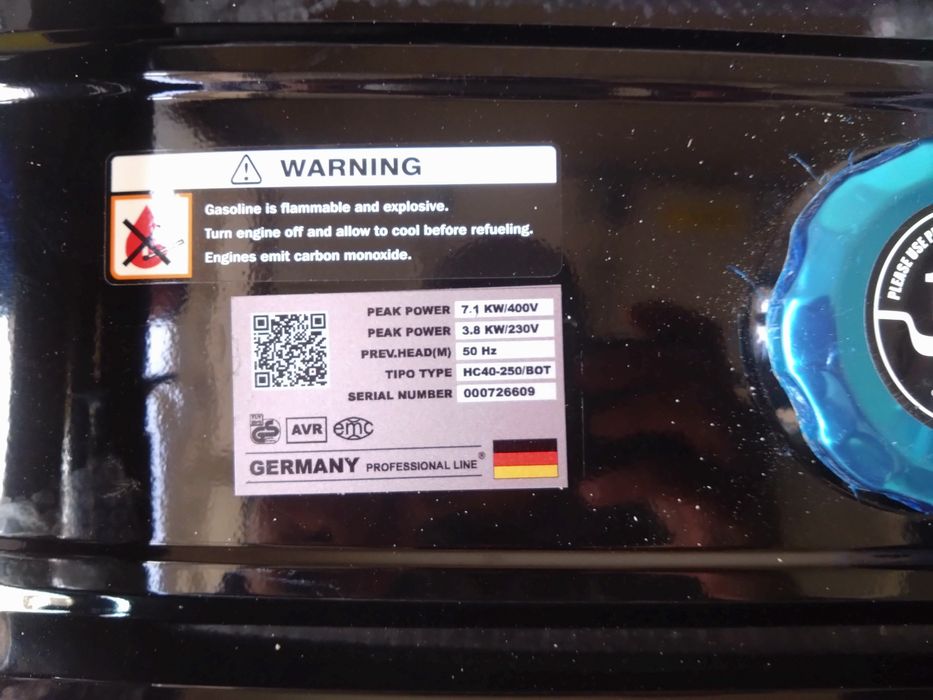 WARNING
Gasoline is flammable and explosive.
Turn engine off and allow to cool before refueling.
Engines emit carbon monoxide.
PLEASE USE
PEAK POWER 7.1 KW/400V
PEAK POWER 3.8 KW/230V
PREV.HEAD(M) 50 Hz
TIPO TYPE HC40-250/BOT
SERIAL NUMBER 000726609
AVR emc
GERMANY PROFESSIONAL LINE®